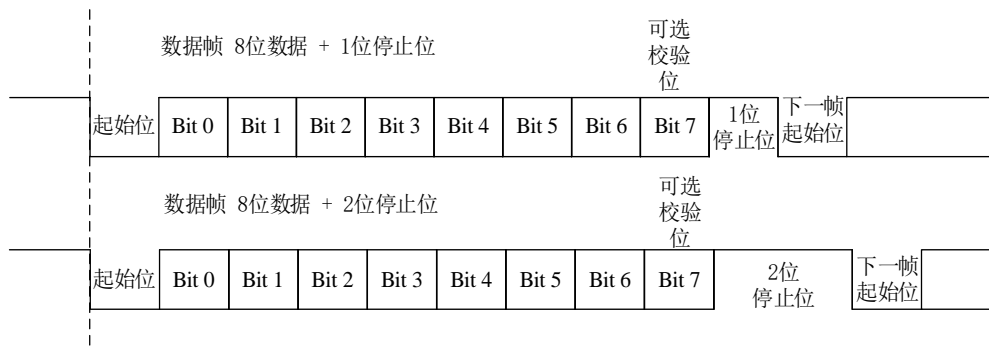 数据帧 8位数据 + 1位停止位
可选
校验
位
起始位 Bit 0 Bit 1 Bit 2 Bit 3 Bit 4 Bit 5 Bit 6 Bit 7 1位
停止位 下一帧
起始位
数据帧 8位数据 + 2位停止位
可选
校验
位
起始位 Bit 0 Bit 1 Bit 2 Bit 3 Bit 4 Bit 5 Bit 6 Bit 7 2位
停止位 下一帧
起始位